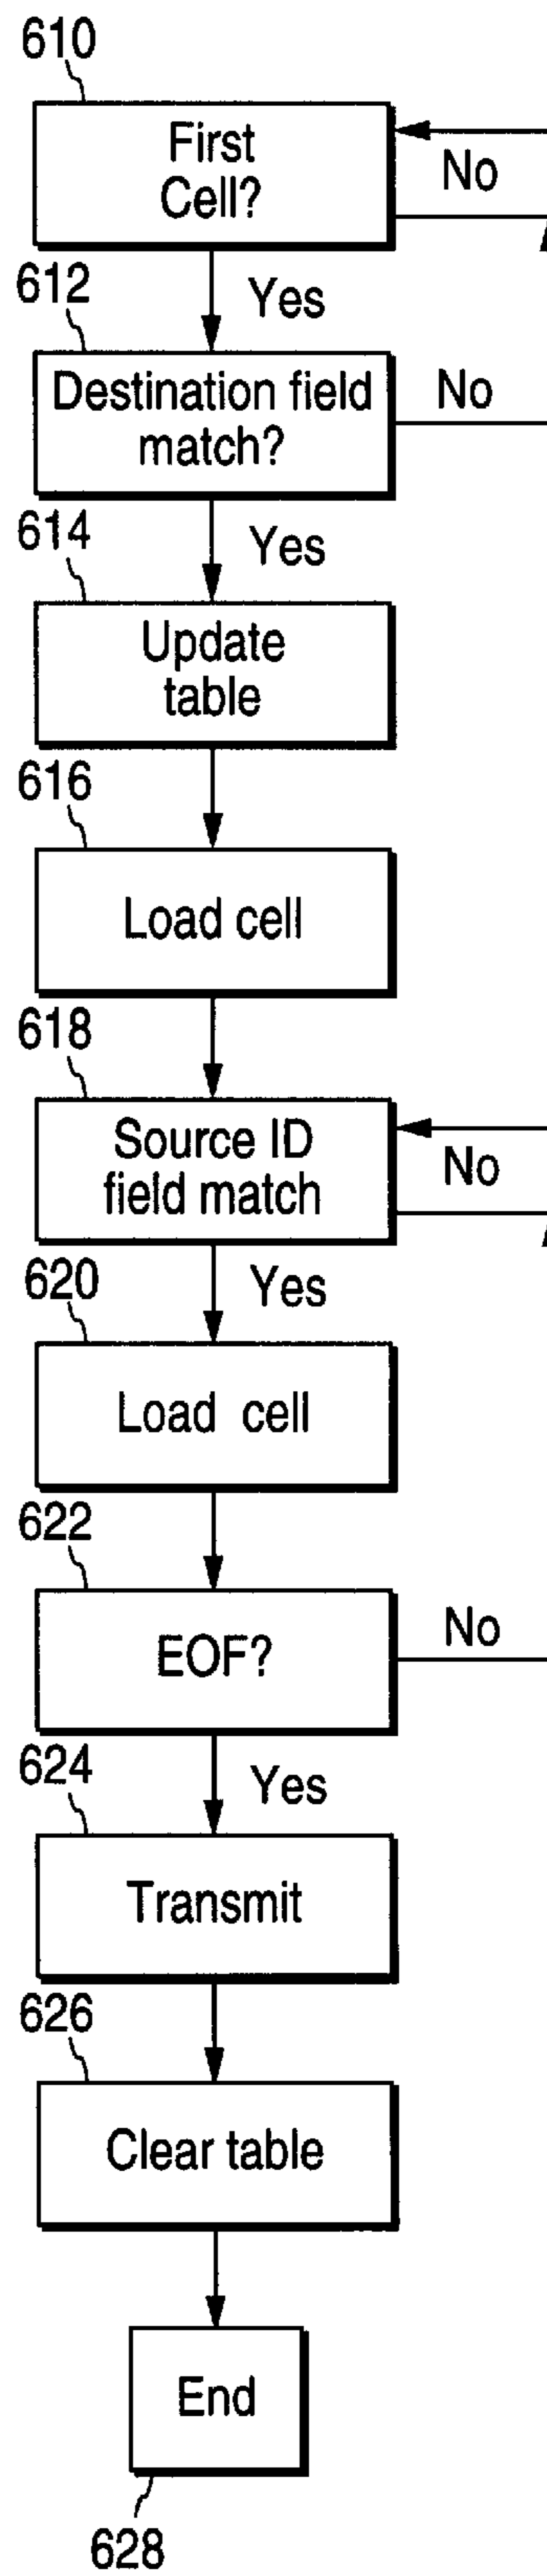 610
First
Cell?
No
Yes
612
Destination field
match?
No
Yes
614
Update
table
616
Load cell
618
Source ID
field match
No
Yes
620
Load cell
622
EOF?
No
Yes
624
Transmit
626
Clear table
End
628